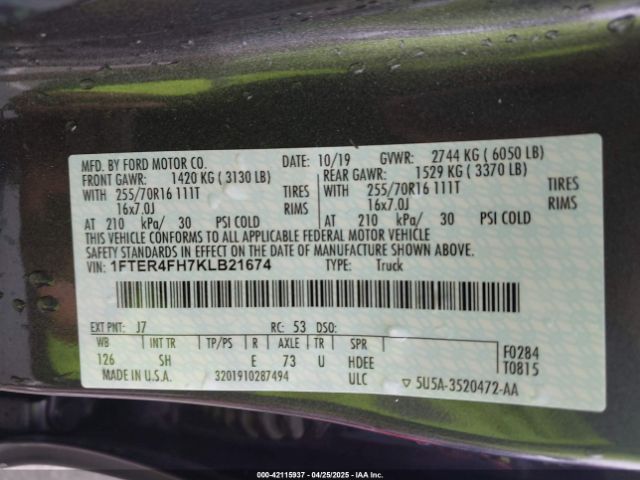 MFD. BY FORD MOTOR CO. DATE: 10/19 GVWR: 2744 KG ( 6050 LB)
FRONT GAWR: 1420 KG ( 3130 LB) REAR GAWR: 1529 KG ( 3370 LB)
WITH 255/70R16 111T TIRES WITH 255/70R16 111T TIRES
16x7.0J RIMS 16x7.0J RIMS
AT 210 kPa/ 30 PSI COLD AT 210 kPa/ 30 PSI COLD
THIS VEHICLE CONFORMS TO ALL APPLICABLE FEDERAL MOTOR VEHICLE
SAFETY STANDARDS IN EFFECT ON THE DATE OF MANUFACTURE SHOWN ABOVE.
VIN: 1FTER4FH7KLB21674 TYPE: Truck
EXT PNT: J7 RC: 53 DSO:
WB INT TR TP/PS R AXLE TR SPR F0284
126 SH E 73 U HDEE T0815
MADE IN U.S.A. 3201910287494 ULC ▽ 5U5A-3520472-AA
000-42115937 - 04/25/2025 - IAA Inc.